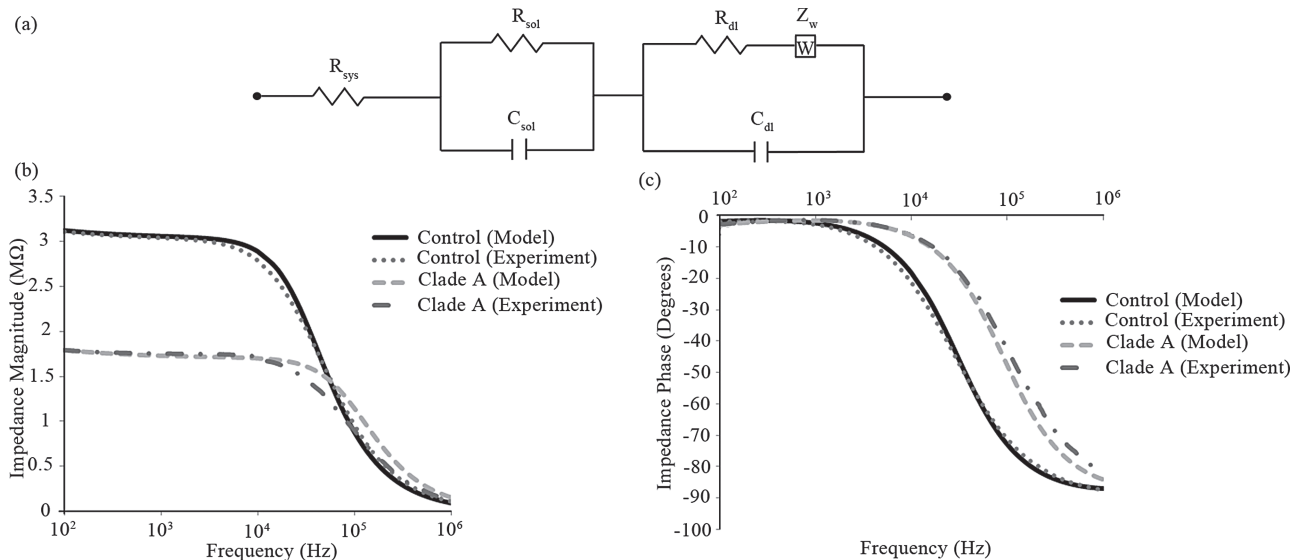 (a)
R_sys
R_sol
C_sol
R_dl
Z_w
W
C_dl
(b)
Impedance Magnitude (MΩ)
3.5
3
2.5
2
1.5
1
0.5
0
10^2 10^3 10^4 10^5 10^6
Frequency (Hz)
Control (Model)
Control (Experiment)
Clade A (Model)
Clade A (Experiment)
(c)
10^2 10^3 10^4 10^5 10^6
Impedance Phase (Degrees)
0
-10
-20
-30
-40
-50
-60
-70
-80
-90
-100
Control (Model)
Control (Experiment)
Clade A (Model)
Clade A (Experiment)
Frequency (Hz)